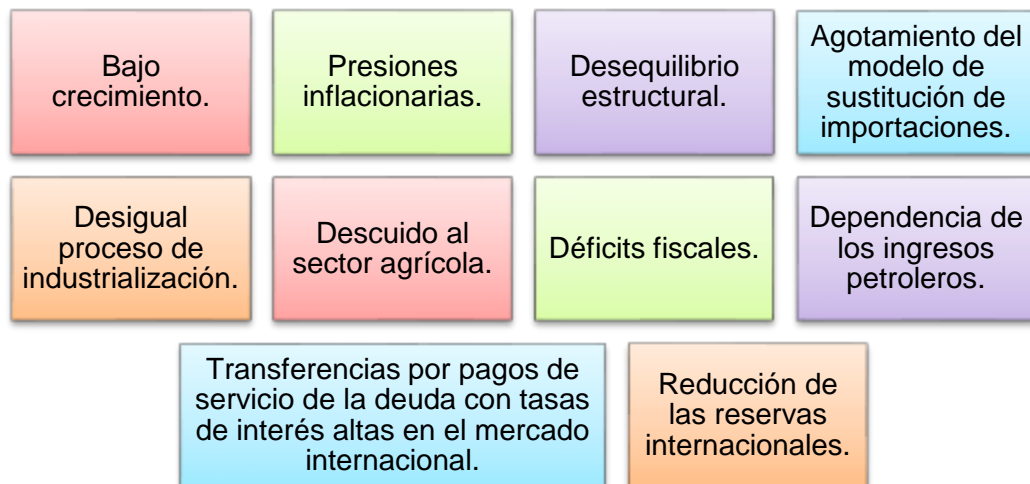 Bajo
crecimiento.
Presiones
inflacionarias.
Desequilibrio
estructural.
Agotamiento del
modelo de
sustitución de
importaciones.
Desigual
proceso de
industrialización.
Descuido al
sector agrícola.
Déficits fiscales.
Dependencia de
los ingresos
petroleros.
Transferencias por pagos de
servicio de la deuda con tasas
de interés altas en el mercado
internacional.
Reducción de
las reservas
internacionales.